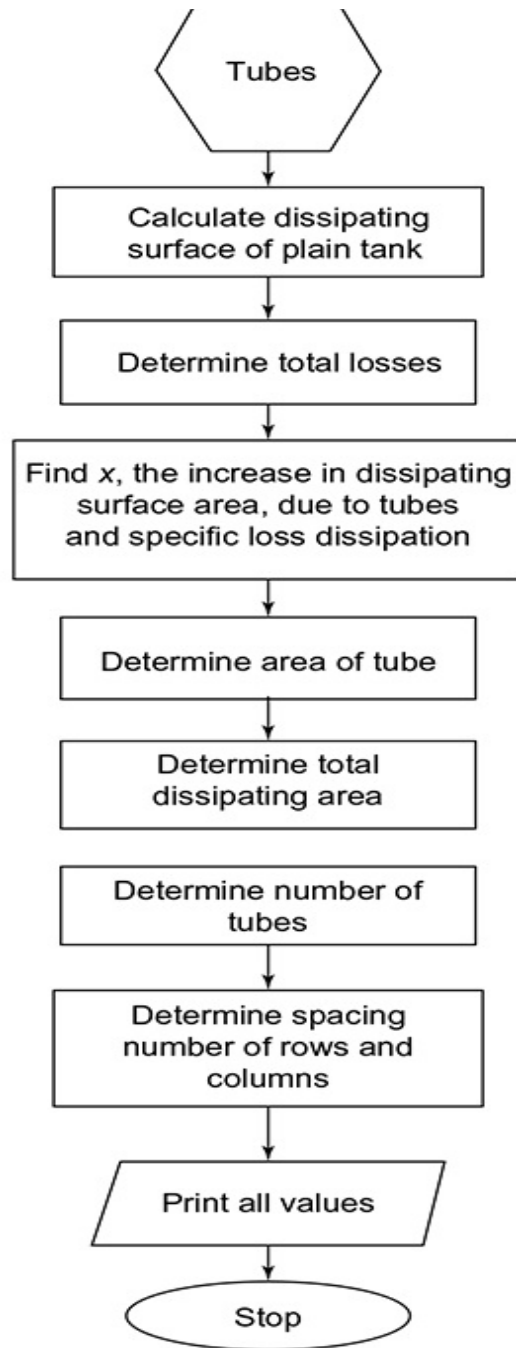 Tubes
Calculate dissipating
surface of plain tank
Determine total losses
Find x, the increase in dissipating
surface area, due to tubes
and specific loss dissipation
Determine area of tube
Determine total
dissipating area
Determine number of
tubes
Determine spacing
number of rows and
columns
Print all values
Stop